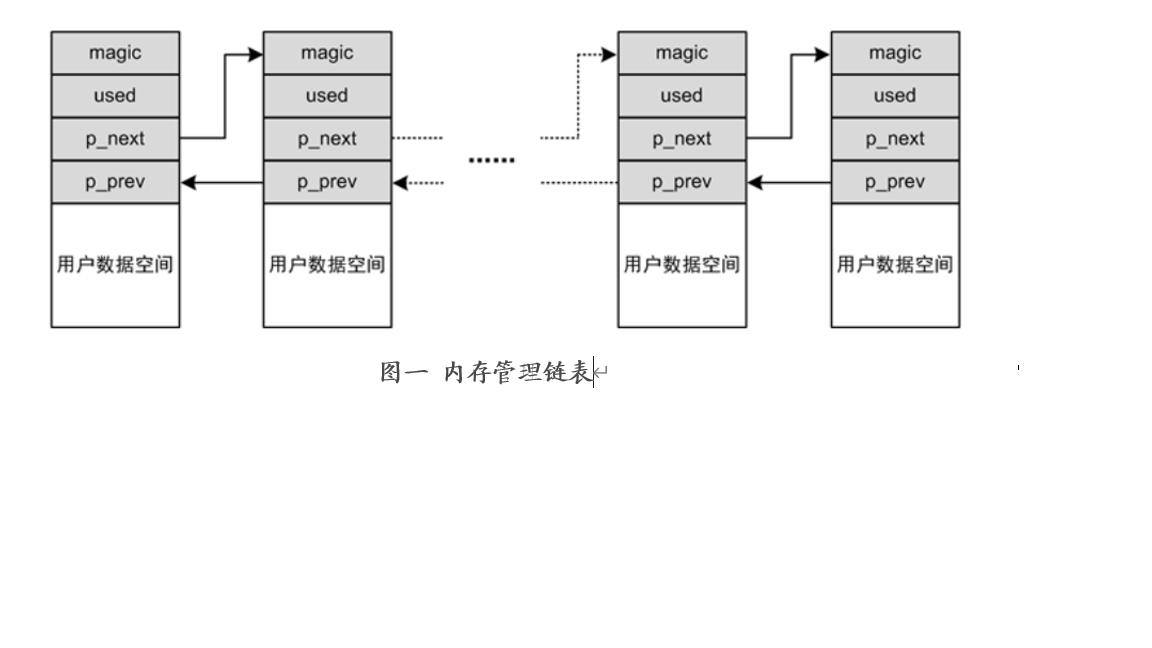 magic magic magic magic
used used used used
p_next p_next p_next p_next
......
p_prev p_prev p_prev p_prev
用户数据空间 用户数据空间 用户数据空间 用户数据空间
图一 内存管理链表